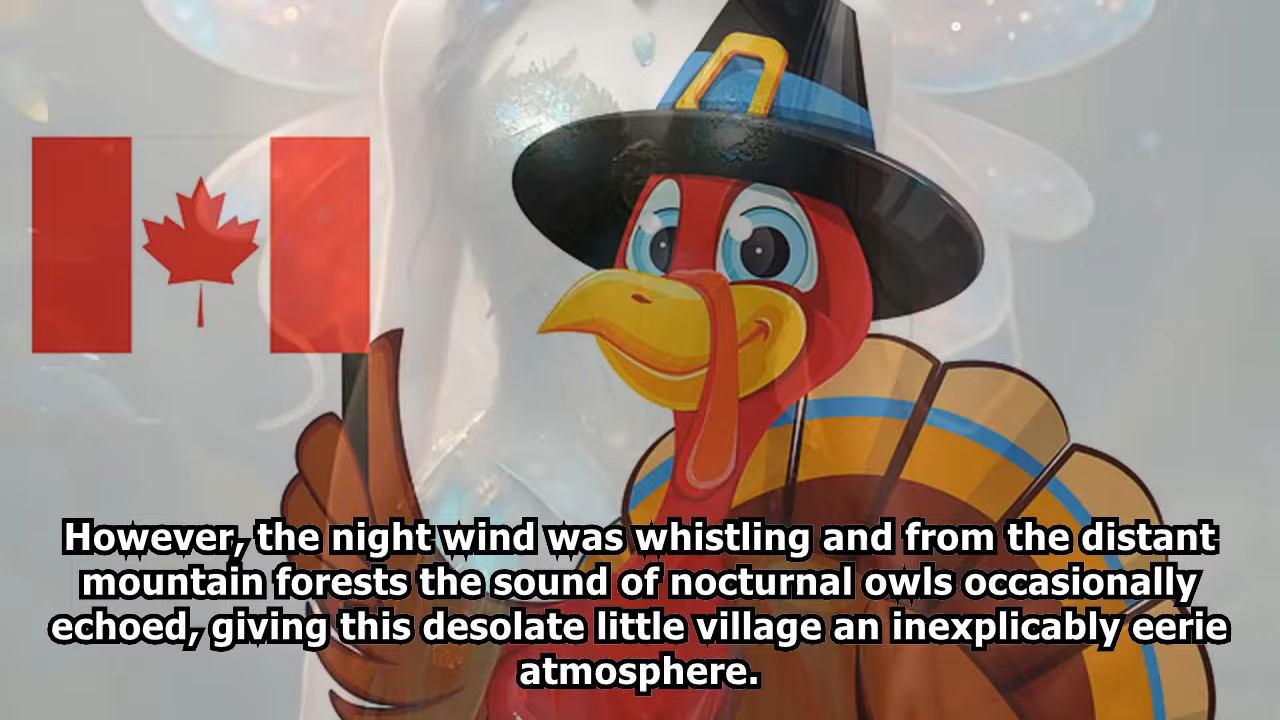 However, the night wind was whistling and from the distant
mountain forests the sound of nocturnal owls occasionally
echoed, giving this desolate little village an inexplicably eerie
atmosphere.